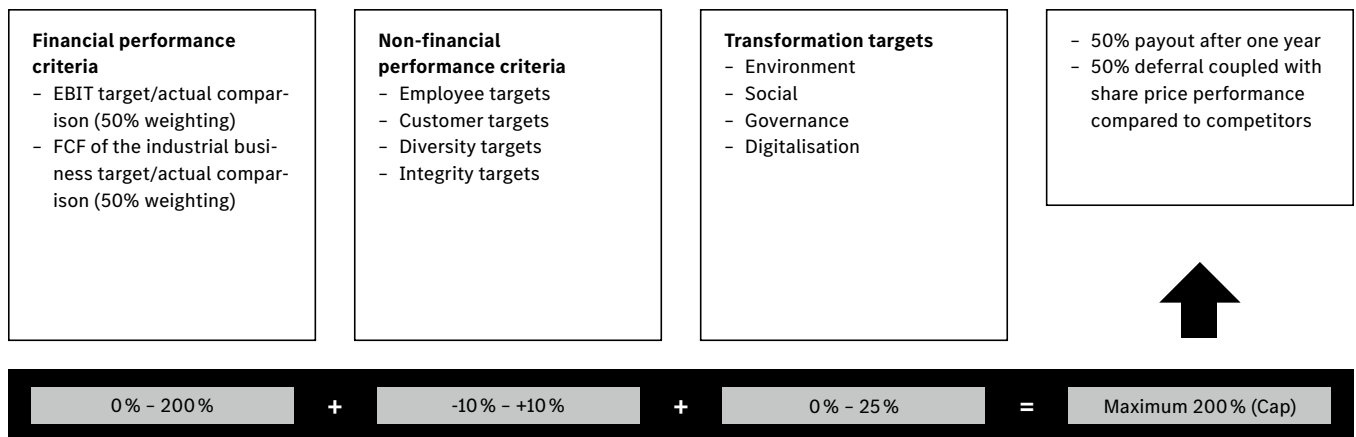 Financial performance
criteria
– EBIT target/actual compar-
ison (50% weighting)
– FCF of the industrial busi-
ness target/actual compar-
ison (50% weighting)
Non-financial
performance criteria
– Employee targets
– Customer targets
– Diversity targets
– Integrity targets
Transformation targets
– Environment
– Social
– Governance
– Digitalisation
– 50% payout after one year
– 50% deferral coupled with
share price performance
compared to competitors
0 % – 200 % + -10 % – +10 % + 0 % – 25 % = Maximum 200 % (Cap)